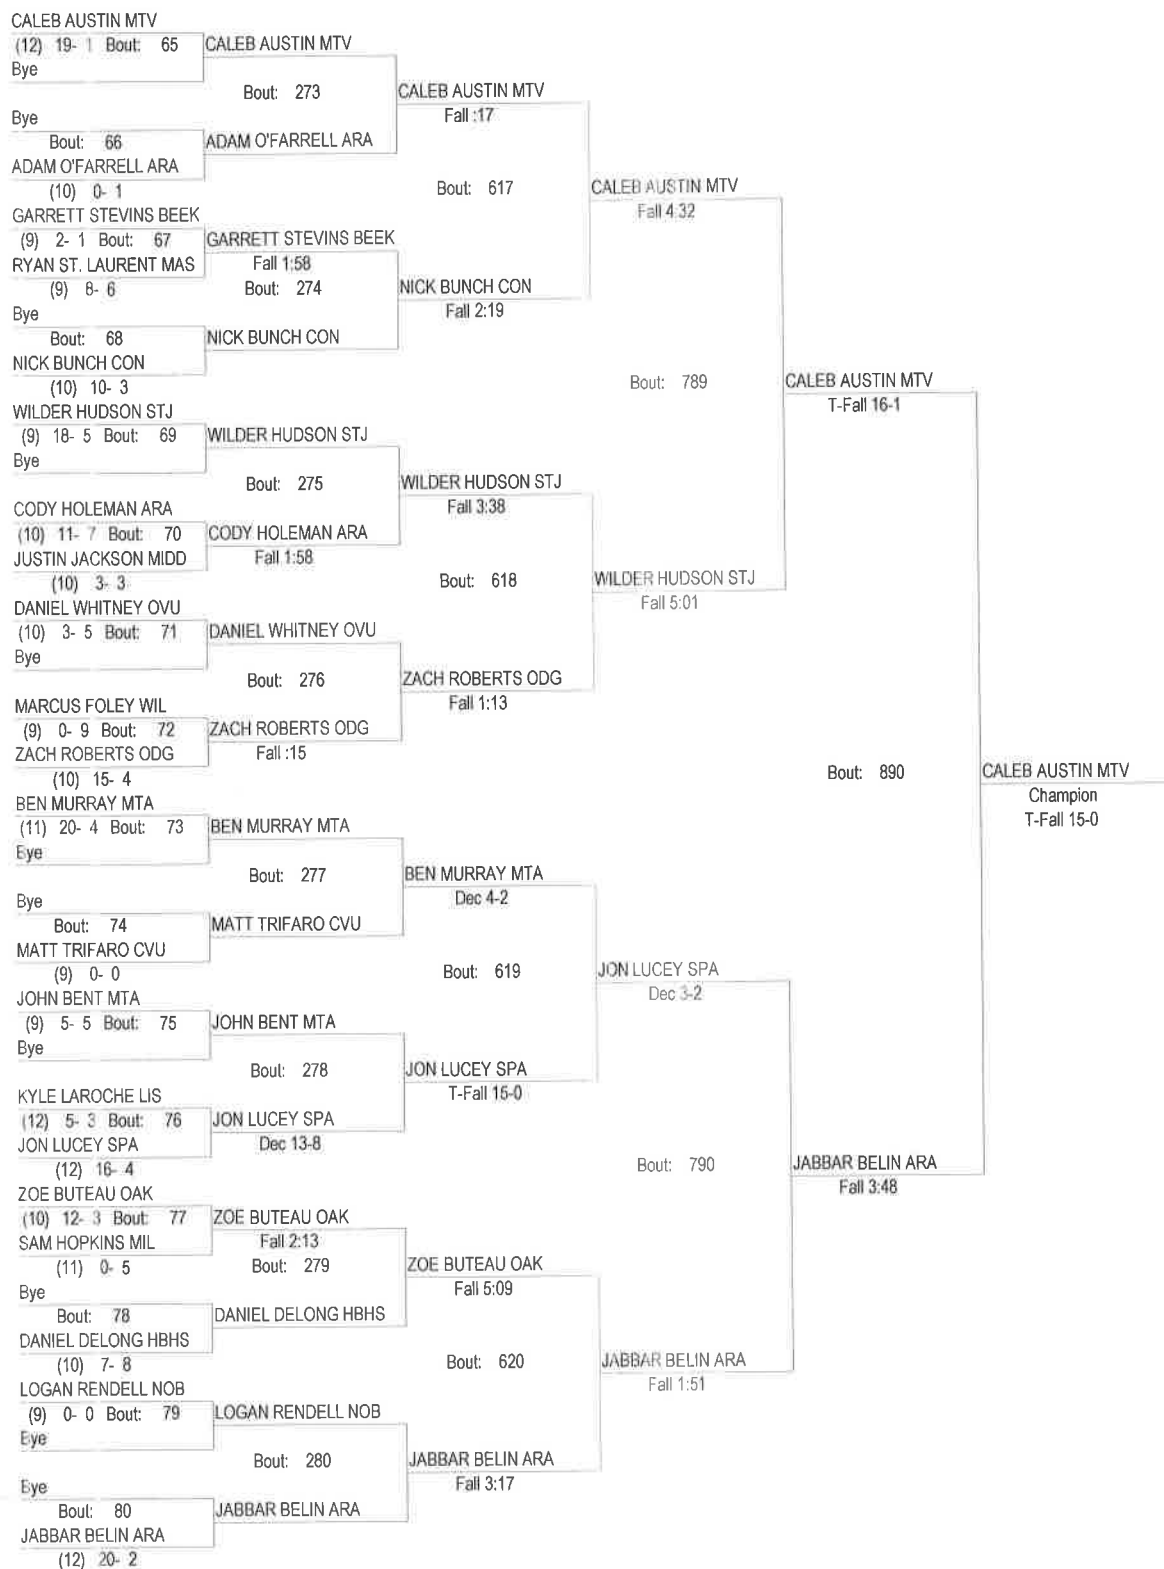 CALEB AUSTIN MTV
(12) 19- 1 Bout: 65 CALEB AUSTIN MTV
Bye
Bout: 273 CALEB AUSTIN MTV
Fall :17
Bye
Bout: 66 ADAM O'FARRELL ARA
ADAM O'FARRELL ARA
(10) 0- 1
Bout: 617 CALEB AUSTIN MTV
Fall 4:32
GARRETT STEVINS BEEK
(9) 2- 1 Bout: 67 GARRETT STEVINS BEEK
RYAN ST. LAURENT MAS Fall 1:58
(9) 8- 6 Bout: 274 NICK BUNCH CON
Fall 2:19
Bye
Bout: 68 NICK BUNCH CON
NICK BUNCH CON
(10) 10- 3
Bout: 789 CALEB AUSTIN MTV
T-Fall 16-1
WILDER HUDSON STJ
(9) 18- 5 Bout: 69 WILDER HUDSON STJ
Bye
Bout: 275 WILDER HUDSON STJ
Fall 3:38
CODY HOLEMAN ARA
(10) 11- 7 Bout: 70 CODY HOLEMAN ARA
JUSTIN JACKSON MIDD Fall 1:58
(10) 3- 3
Bout: 618 WILDER HUDSON STJ
Fall 5:01
DANIEL WHITNEY OVU
(10) 3- 5 Bout: 71 DANIEL WHITNEY OVU
Bye
Bout: 276 ZACH ROBERTS ODG
Fall 1:13
MARCUS FOLEY WIL
(9) 0- 9 Bout: 72 ZACH ROBERTS ODG
ZACH ROBERTS ODG Fall :15
(10) 15- 4
Bout: 890 CALEB AUSTIN MTV
Champion
T-Fall 15-0
BEN MURRAY MTA
(11) 20- 4 Bout: 73 BEN MURRAY MTA
Bye
Bout: 277 BEN MURRAY MTA
Dec 4-2
Bye
Bout: 74 MATT TRIFARO CVU
MATT TRIFARO CVU
(9) 0- 0
Bout: 619 JON LUCEY SPA
Dec 3-2
JOHN BENT MTA
(9) 5- 5 Bout: 75 JOHN BENT MTA
Bye
Bout: 278 JON LUCEY SPA
T-Fall 15-0
KYLE LAROCHE LIS
(12) 5- 3 Bout: 76 JON LUCEY SPA
JON LUCEY SPA Dec 13-8
(12) 16- 4
Bout: 790 JABBAR BELIN ARA
Fall 3:48
ZOE BUTEAU OAK
(10) 12- 3 Bout: 77 ZOE BUTEAU OAK
SAM HOPKINS MIL Fall 2:13
(11) 0- 5 Bout: 279 ZOE BUTEAU OAK
Fall 5:09
Bye
Bout: 78 DANIEL DELONG HBHS
DANIEL DELONG HBHS
(10) 7- 8
Bout: 620 JABBAR BELIN ARA
Fall 1:51
LOGAN RENDELL NOB
(9) 0- 0 Bout: 79 LOGAN RENDELL NOB
Bye
Bout: 280 JABBAR BELIN ARA
Fall 3:17
Bye
Bout: 80 JABBAR BELIN ARA
JABBAR BELIN ARA
(12) 20- 2